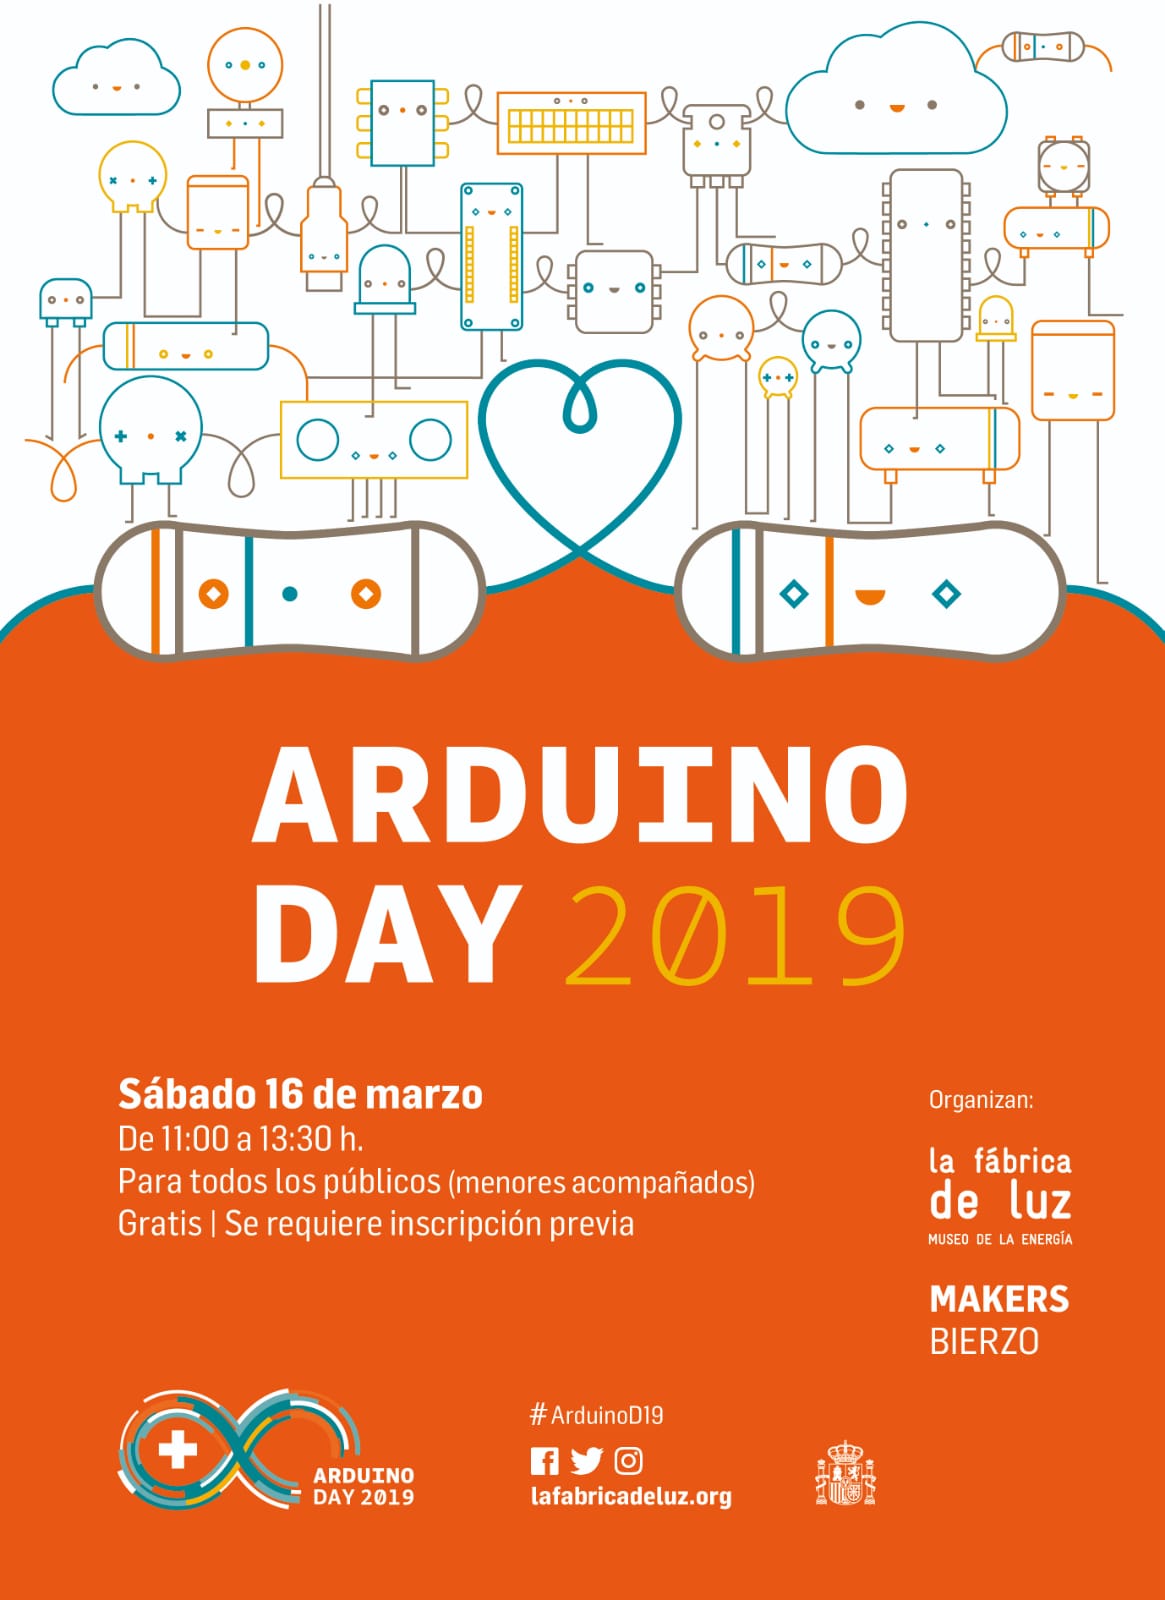 ARDUINO
DAY 2019
Sábado 16 de marzo
De 11:00 a 13:30 h.
Para todos los públicos (menores acompañados)
Gratis | Se requiere inscripción previa
Organizan:
la fábrica
de luz
MUSEO DE LA ENERGÍA
MAKERS
BIERZO
ARDUINO
DAY 2019
#ArduinoD19
lafabricadeluz.org